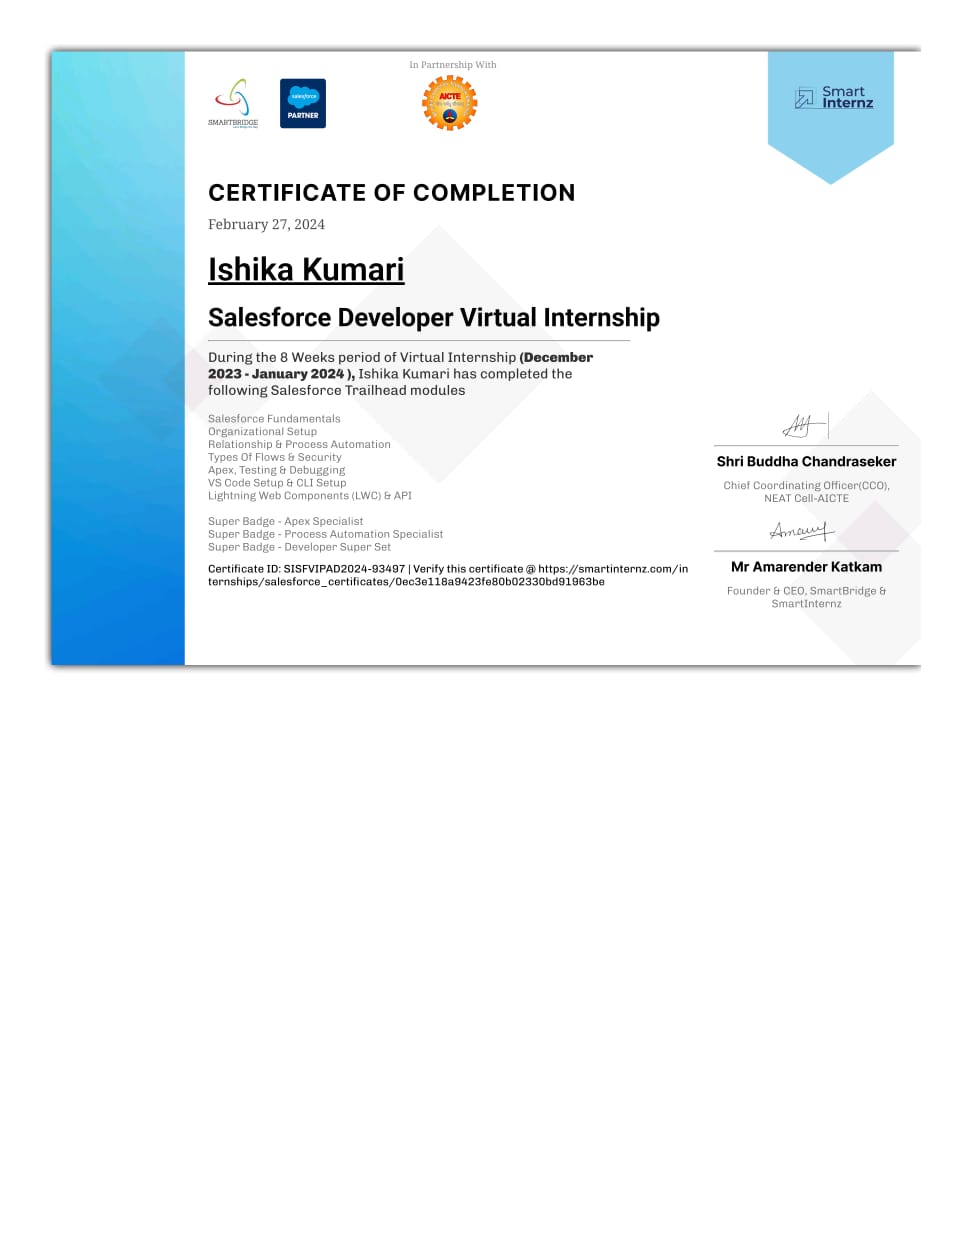 In Partnership With
SMARTBRIDGE
salesforce
PARTNER
AICTE
Smart
Internz
CERTIFICATE OF COMPLETION
February 27, 2024
Ishika Kumari
Salesforce Developer Virtual Internship
During the 8 Weeks period of Virtual Internship (December
2023 - January 2024 ), Ishika Kumari has completed the
following Salesforce Trailhead modules
Salesforce Fundamentals
Organizational Setup
Relationship & Process Automation
Types Of Flows & Security
Apex, Testing & Debugging
VS Code Setup & CLI Setup
Lightning Web Components (LWC) & API
Super Badge - Apex Specialist
Super Badge - Process Automation Specialist
Super Badge - Developer Super Set
Certificate ID: SISFVIPAD2024-93497 | Verify this certificate @ https://smartinternz.com/in
ternships/salesforce_certificates/0ec3e118a9423fe80b02330bd91963be
Shri Buddha Chandraseker
Chief Coordinating Officer(CCO),
NEAT Cell-AICTE
Mr Amarender Katkam
Founder & CEO, SmartBridge &
SmartInternz